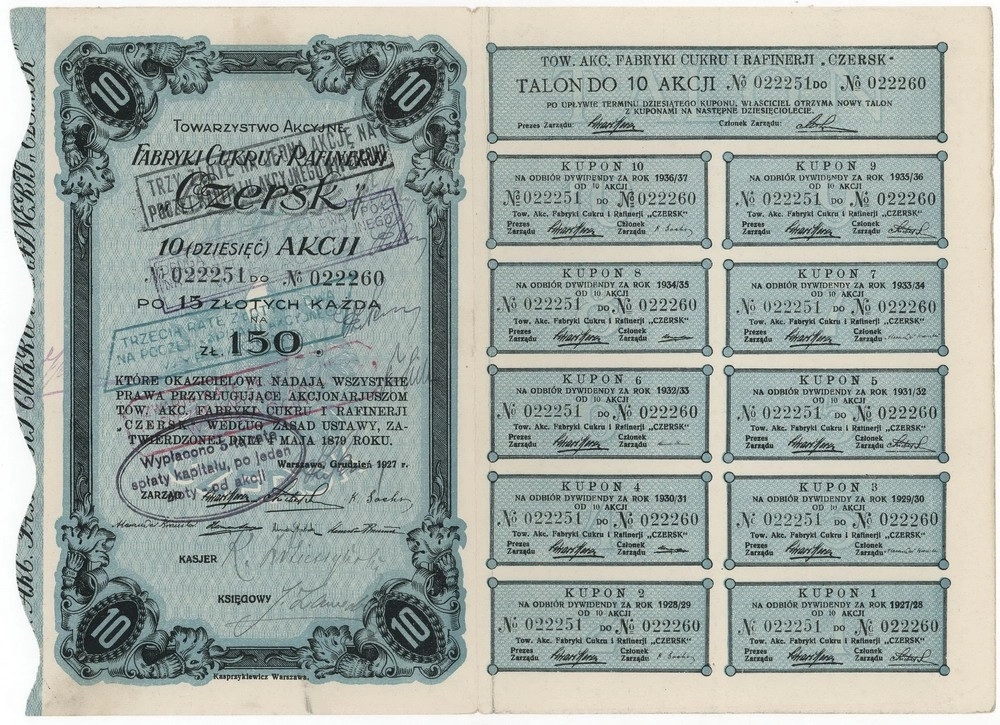 10
10
Towarzystwo Akcyjne
Fabryki Cukru i Rafinerji
Czersk
10 (DZIESIĘĆ) AKCJI
№ 022251 DO № 022260
PO 15 ZŁOTYCH KAŻDA
NA
ZŁ. 150.
KTÓRE OKAZICIELOWI NADAJĄ WSZYSTKIE
PRAWA PRZYSŁUGUJĄCE AKCJONARJUSZOM
TOW. AKC. FABRYKI CUKRU I RAFINERJI
„CZERSK" WEDŁUG ZASAD USTAWY, ZA-
TWIERDZONEJ DNIA 4 MAJA 1879 ROKU.
Wypłacono
spłaty kapitału, po jeden
złoty od akcji
Warszawa, Grudzień 1927 r.
ZARZĄD
KASJER
KSIĘGOWY
10
10
Kasprzykiewicz Warszawa.
TRZECIĄ RATĘ
NA POCZ
TOW. AKC. FABRYKI CUKRU I RAFINERJI „CZERSK"
TALON DO 10 AKCJI № 022251 DO № 022260
PO UPŁYWIE TERMINU DZIESIĄTEGO KUPONU, WŁAŚCICIEL OTRZYMA NOWY TALON
Z KUPONAMI NA NASTĘPNE DZIESIĘCIOLECIE.
Prezes Zarządu: Członek Zarządu:
KUPON 10
NA ODBIÓR DYWIDENDY ZA ROK 1936/37
OD 10 AKCJI
№ 022251 DO № 022260
Tow. Akc. Fabryki Cukru i Rafinerji „CZERSK"
Prezes Zarządu Członek Zarządu
KUPON 9
NA ODBIÓR DYWIDENDY ZA ROK 1935/36
OD 10 AKCJI
№ 022251 DO № 022260
Tow. Akc. Fabryki Cukru i Rafinerji „CZERSK"
Prezes Zarządu Członek Zarządu
KUPON 8
NA ODBIÓR DYWIDENDY ZA ROK 1934/35
OD 10 AKCJI
№ 022251 DO № 022260
Tow. Akc. Fabryki Cukru i Rafinerji „CZERSK"
Prezes Zarządu Członek Zarządu
KUPON 7
NA ODBIÓR DYWIDENDY ZA ROK 1933/34
OD 10 AKCJI
№ 022251 DO № 022260
Tow. Akc. Fabryki Cukru i Rafinerji „CZERSK"
Prezes Zarządu Członek Zarządu
KUPON 6
NA ODBIÓR DYWIDENDY ZA ROK 1932/33
OD 10 AKCJI
№ 022251 DO № 022260
Tow. Akc. Fabryki Cukru i Rafinerji „CZERSK"
Prezes Zarządu Członek Zarządu
KUPON 5
NA ODBIÓR DYWIDENDY ZA ROK 1931/32
OD 10 AKCJI
№ 022251 DO № 022260
Tow. Akc. Fabryki Cukru i Rafinerji „CZERSK"
Prezes Zarządu Członek Zarządu
KUPON 4
NA ODBIÓR DYWIDENDY ZA ROK 1930/31
OD 10 AKCJI
№ 022251 DO № 022260
Tow. Akc. Fabryki Cukru i Rafinerji „CZERSK"
Prezes Zarządu Członek Zarządu
KUPON 3
NA ODBIÓR DYWIDENDY ZA ROK 1929/30
OD 10 AKCJI
№ 022251 DO № 022260
Tow. Akc. Fabryki Cukru i Rafinerji „CZERSK"
Prezes Zarządu Członek Zarządu
KUPON 2
NA ODBIÓR DYWIDENDY ZA ROK 1928/29
OD 10 AKCJI
№ 022251 DO № 022260
Tow. Akc. Fabryki Cukru i Rafinerji „CZERSK"
Prezes Zarządu Członek Zarządu
KUPON 1
NA ODBIÓR DYWIDENDY ZA ROK 1927/28
OD 10 AKCJI
№ 022251 DO № 022260
Tow. Akc. Fabryki Cukru i Rafinerji „CZERSK"
Prezes Zarządu Członek Zarządu